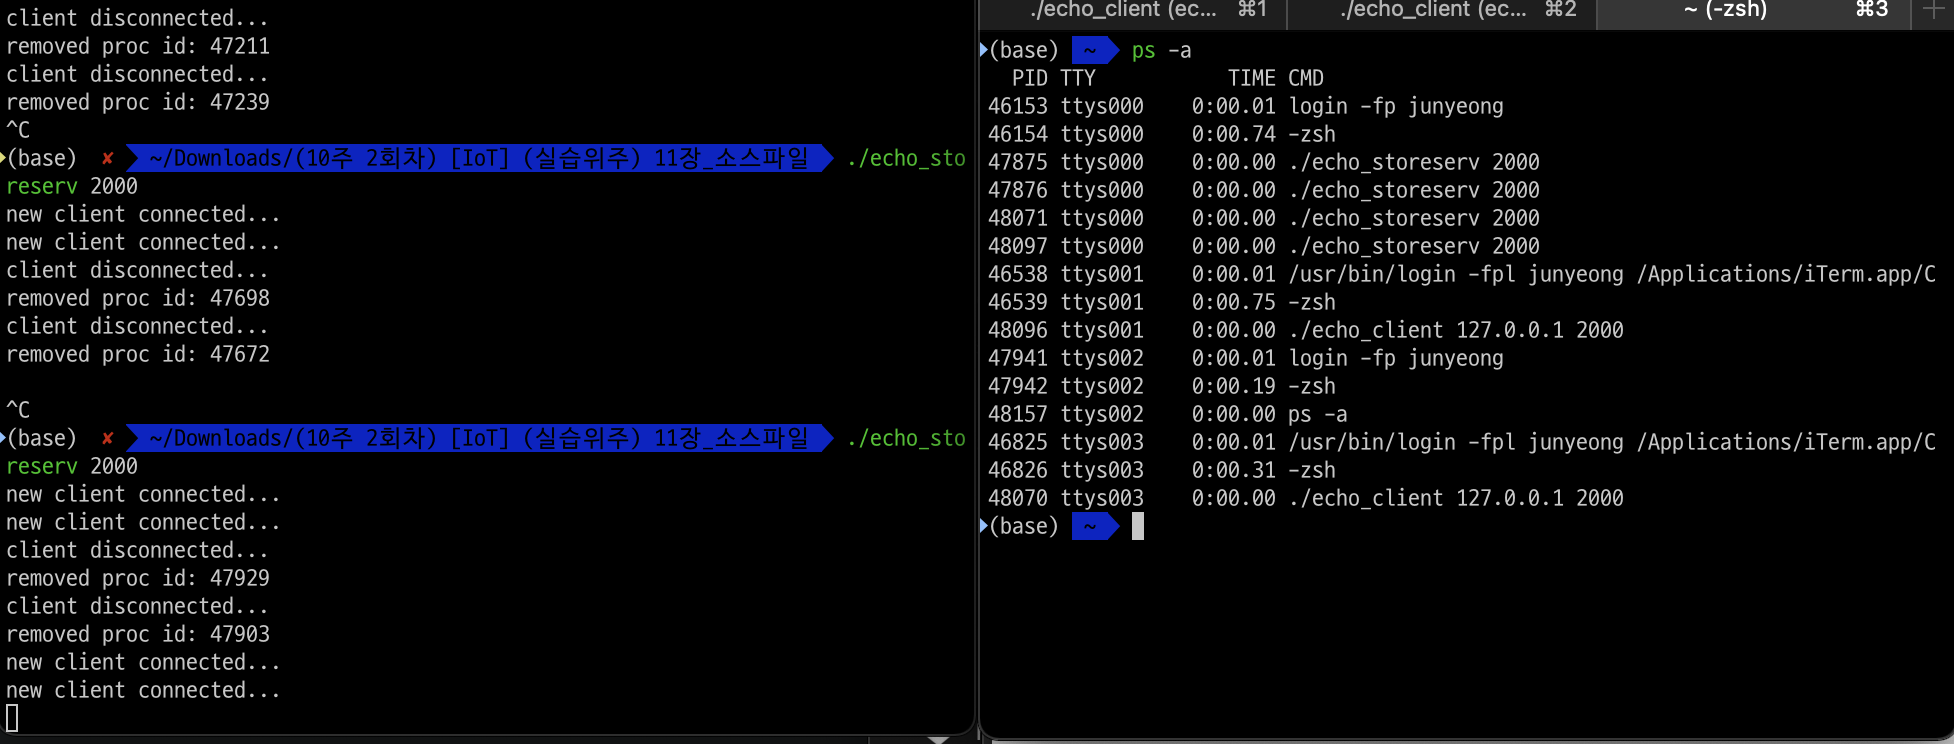 client disconnected...
removed proc id: 47211
client disconnected...
removed proc id: 47239
^C
(base) ✘ ~/Downloads/(10주 2회차) [IoT] (실습위주) 11장_소스파일 ./echo_sto
reserv 2000
new client connected...
new client connected...
client disconnected...
removed proc id: 47698
client disconnected...
removed proc id: 47672
^C
(base) ✘ ~/Downloads/(10주 2회차) [IoT] (실습위주) 11장_소스파일 ./echo_sto
reserv 2000
new client connected...
new client connected...
client disconnected...
removed proc id: 47929
client disconnected...
removed proc id: 47903
new client connected...
new client connected...
./echo_client (ec... ⌘1 ./echo_client (ec... ⌘2 ~ (-zsh) ⌘3
(base) ~ ps -a
PID TTY TIME CMD
46153 ttys000 0:00.01 login -fp junyeong
46154 ttys000 0:00.74 -zsh
47875 ttys000 0:00.00 ./echo_storeserv 2000
47876 ttys000 0:00.00 ./echo_storeserv 2000
48071 ttys000 0:00.00 ./echo_storeserv 2000
48097 ttys000 0:00.00 ./echo_storeserv 2000
46538 ttys001 0:00.01 /usr/bin/login -fpl junyeong /Applications/iTerm.app/C
46539 ttys001 0:00.75 -zsh
48096 ttys001 0:00.00 ./echo_client 127.0.0.1 2000
47941 ttys002 0:00.01 login -fp junyeong
47942 ttys002 0:00.19 -zsh
48157 ttys002 0:00.00 ps -a
46825 ttys003 0:00.01 /usr/bin/login -fpl junyeong /Applications/iTerm.app/C
46826 ttys003 0:00.31 -zsh
48070 ttys003 0:00.00 ./echo_client 127.0.0.1 2000
(base) ~